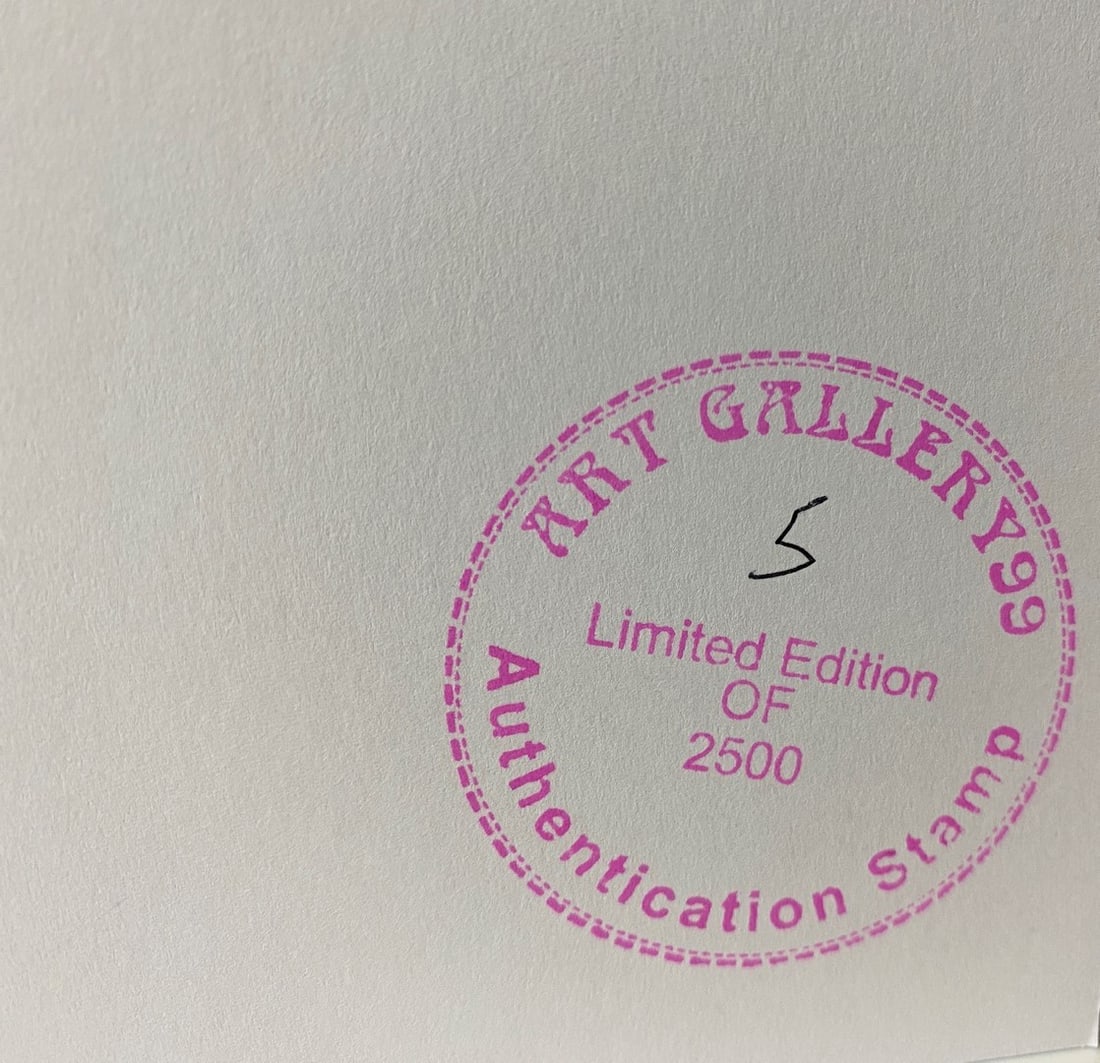 ART GALLERY99
5
Limited Edition
OF
2500
Authentication Stamp